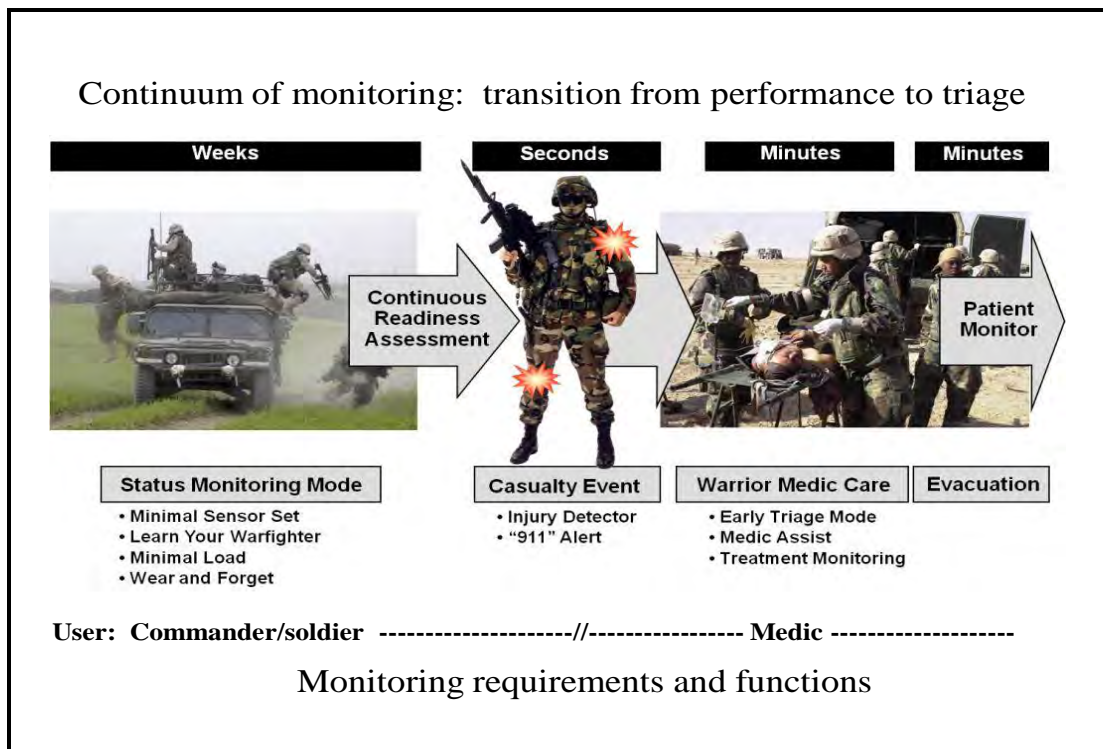 Continuum of monitoring: transition from performance to triage
Weeks
Seconds
Minutes
Minutes
Continuous
Readiness
Assessment
Patient
Monitor
Status Monitoring Mode
• Minimal Sensor Set
• Learn Your Warfighter
• Minimal Load
• Wear and Forget
Casualty Event
• Injury Detector
• "911" Alert
Warrior Medic Care
• Early Triage Mode
• Medic Assist
• Treatment Monitoring
Evacuation
User: Commander/soldier ---------------------//----------------- Medic --------------------
Monitoring requirements and functions